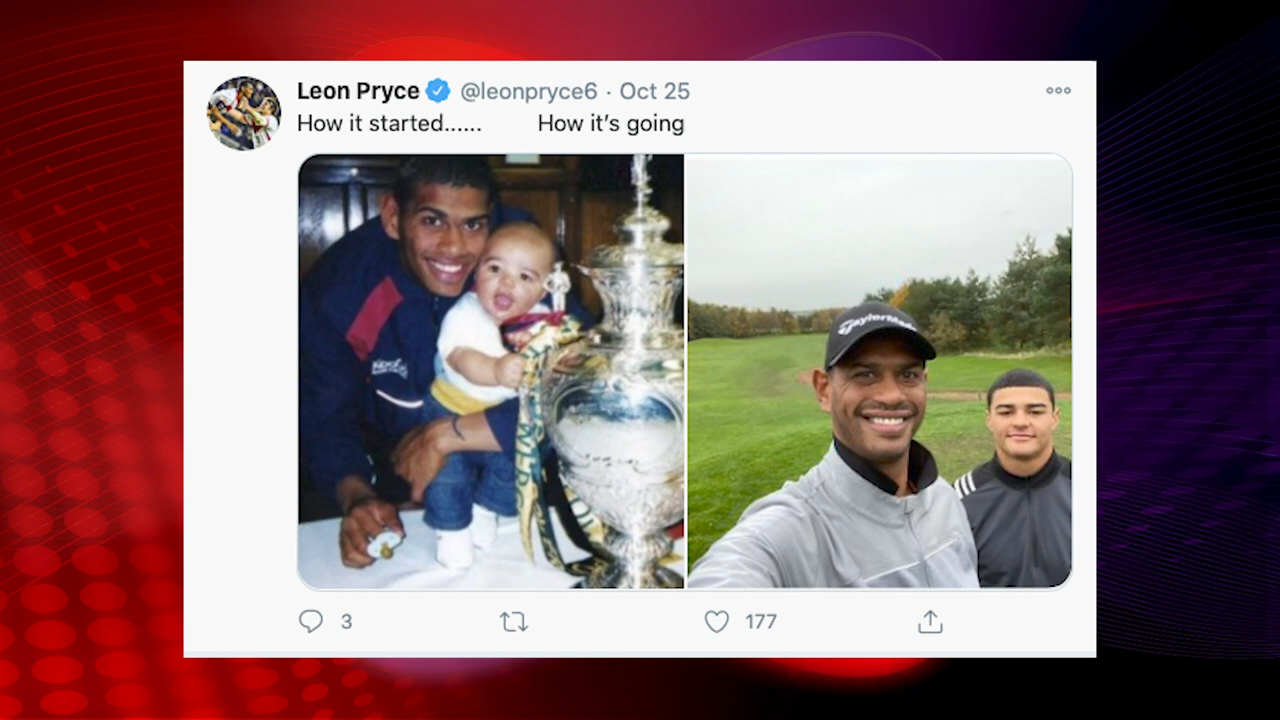 Leon Pryce @leonpryce6 · Oct 25
How it started...... How it's going
TaylorMade
3 177